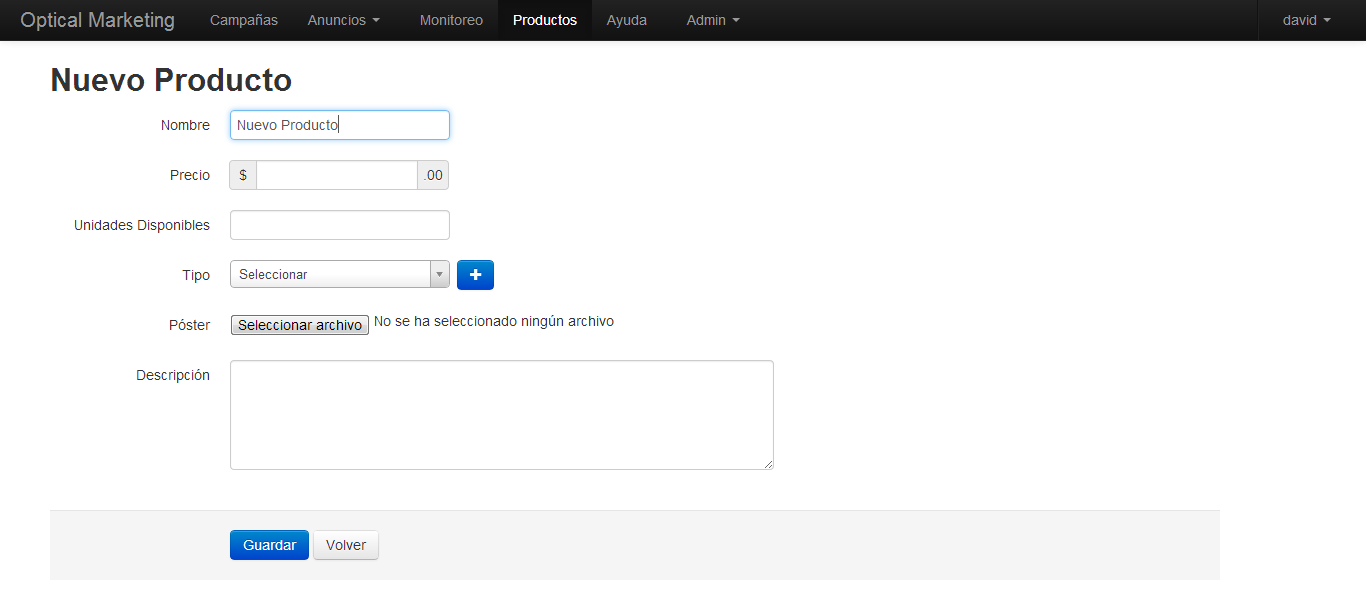 Optical Marketing Campañas Anuncios Monitoreo Productos Ayuda Admin david
Nuevo Producto
Nombre Nuevo Producto
Precio $ .00
Unidades Disponibles
Tipo Seleccionar +
Póster Seleccionar archivo No se ha seleccionado ningún archivo
Descripción
Guardar Volver